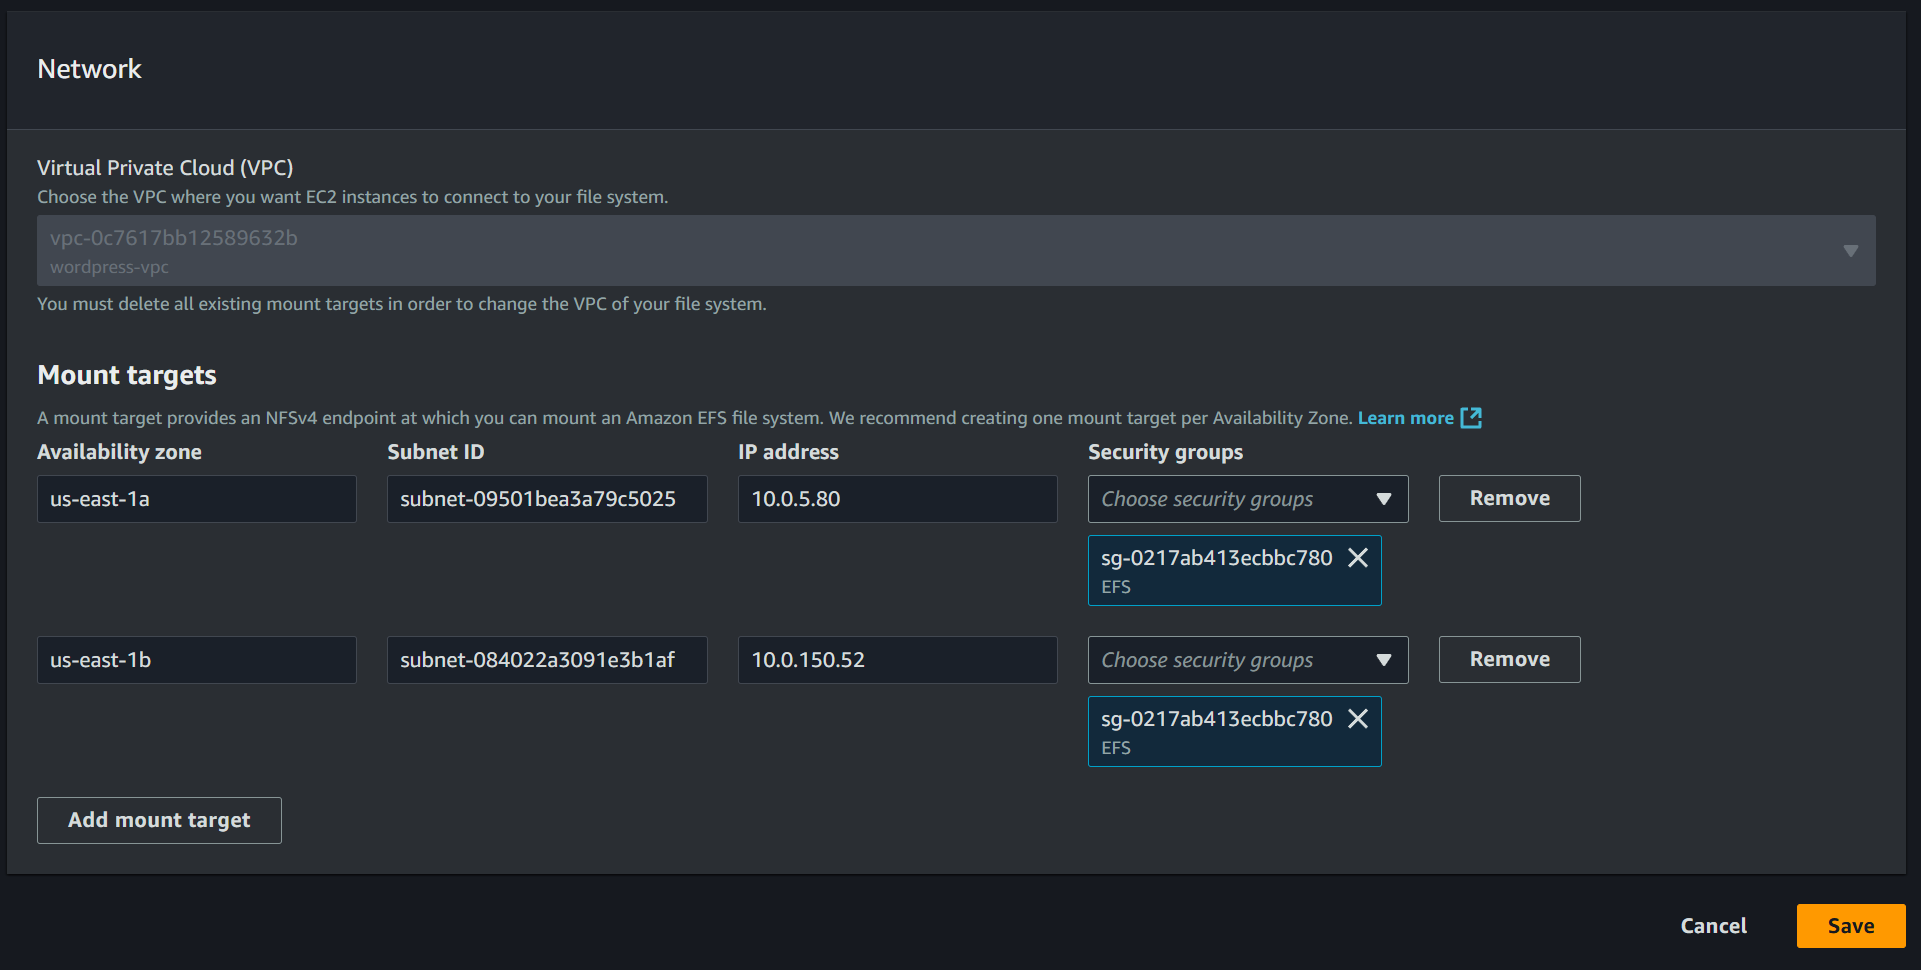 Network
Virtual Private Cloud (VPC)
Choose the VPC where you want EC2 instances to connect to your file system.
vpc-0c7617bb12589632b
wordpress-vpc
You must delete all existing mount targets in order to change the VPC of your file system.
Mount targets
A mount target provides an NFSv4 endpoint at which you can mount an Amazon EFS file system. We recommend creating one mount target per Availability Zone. Learn more
Availability zone Subnet ID IP address Security groups
us-east-1a subnet-09501bea3a79c5025 10.0.5.80 Choose security groups Remove
sg-0217ab413ecbbc780
EFS
us-east-1b subnet-084022a3091e3b1af 10.0.150.52 Choose security groups Remove
sg-0217ab413ecbbc780
EFS
Add mount target
Cancel Save